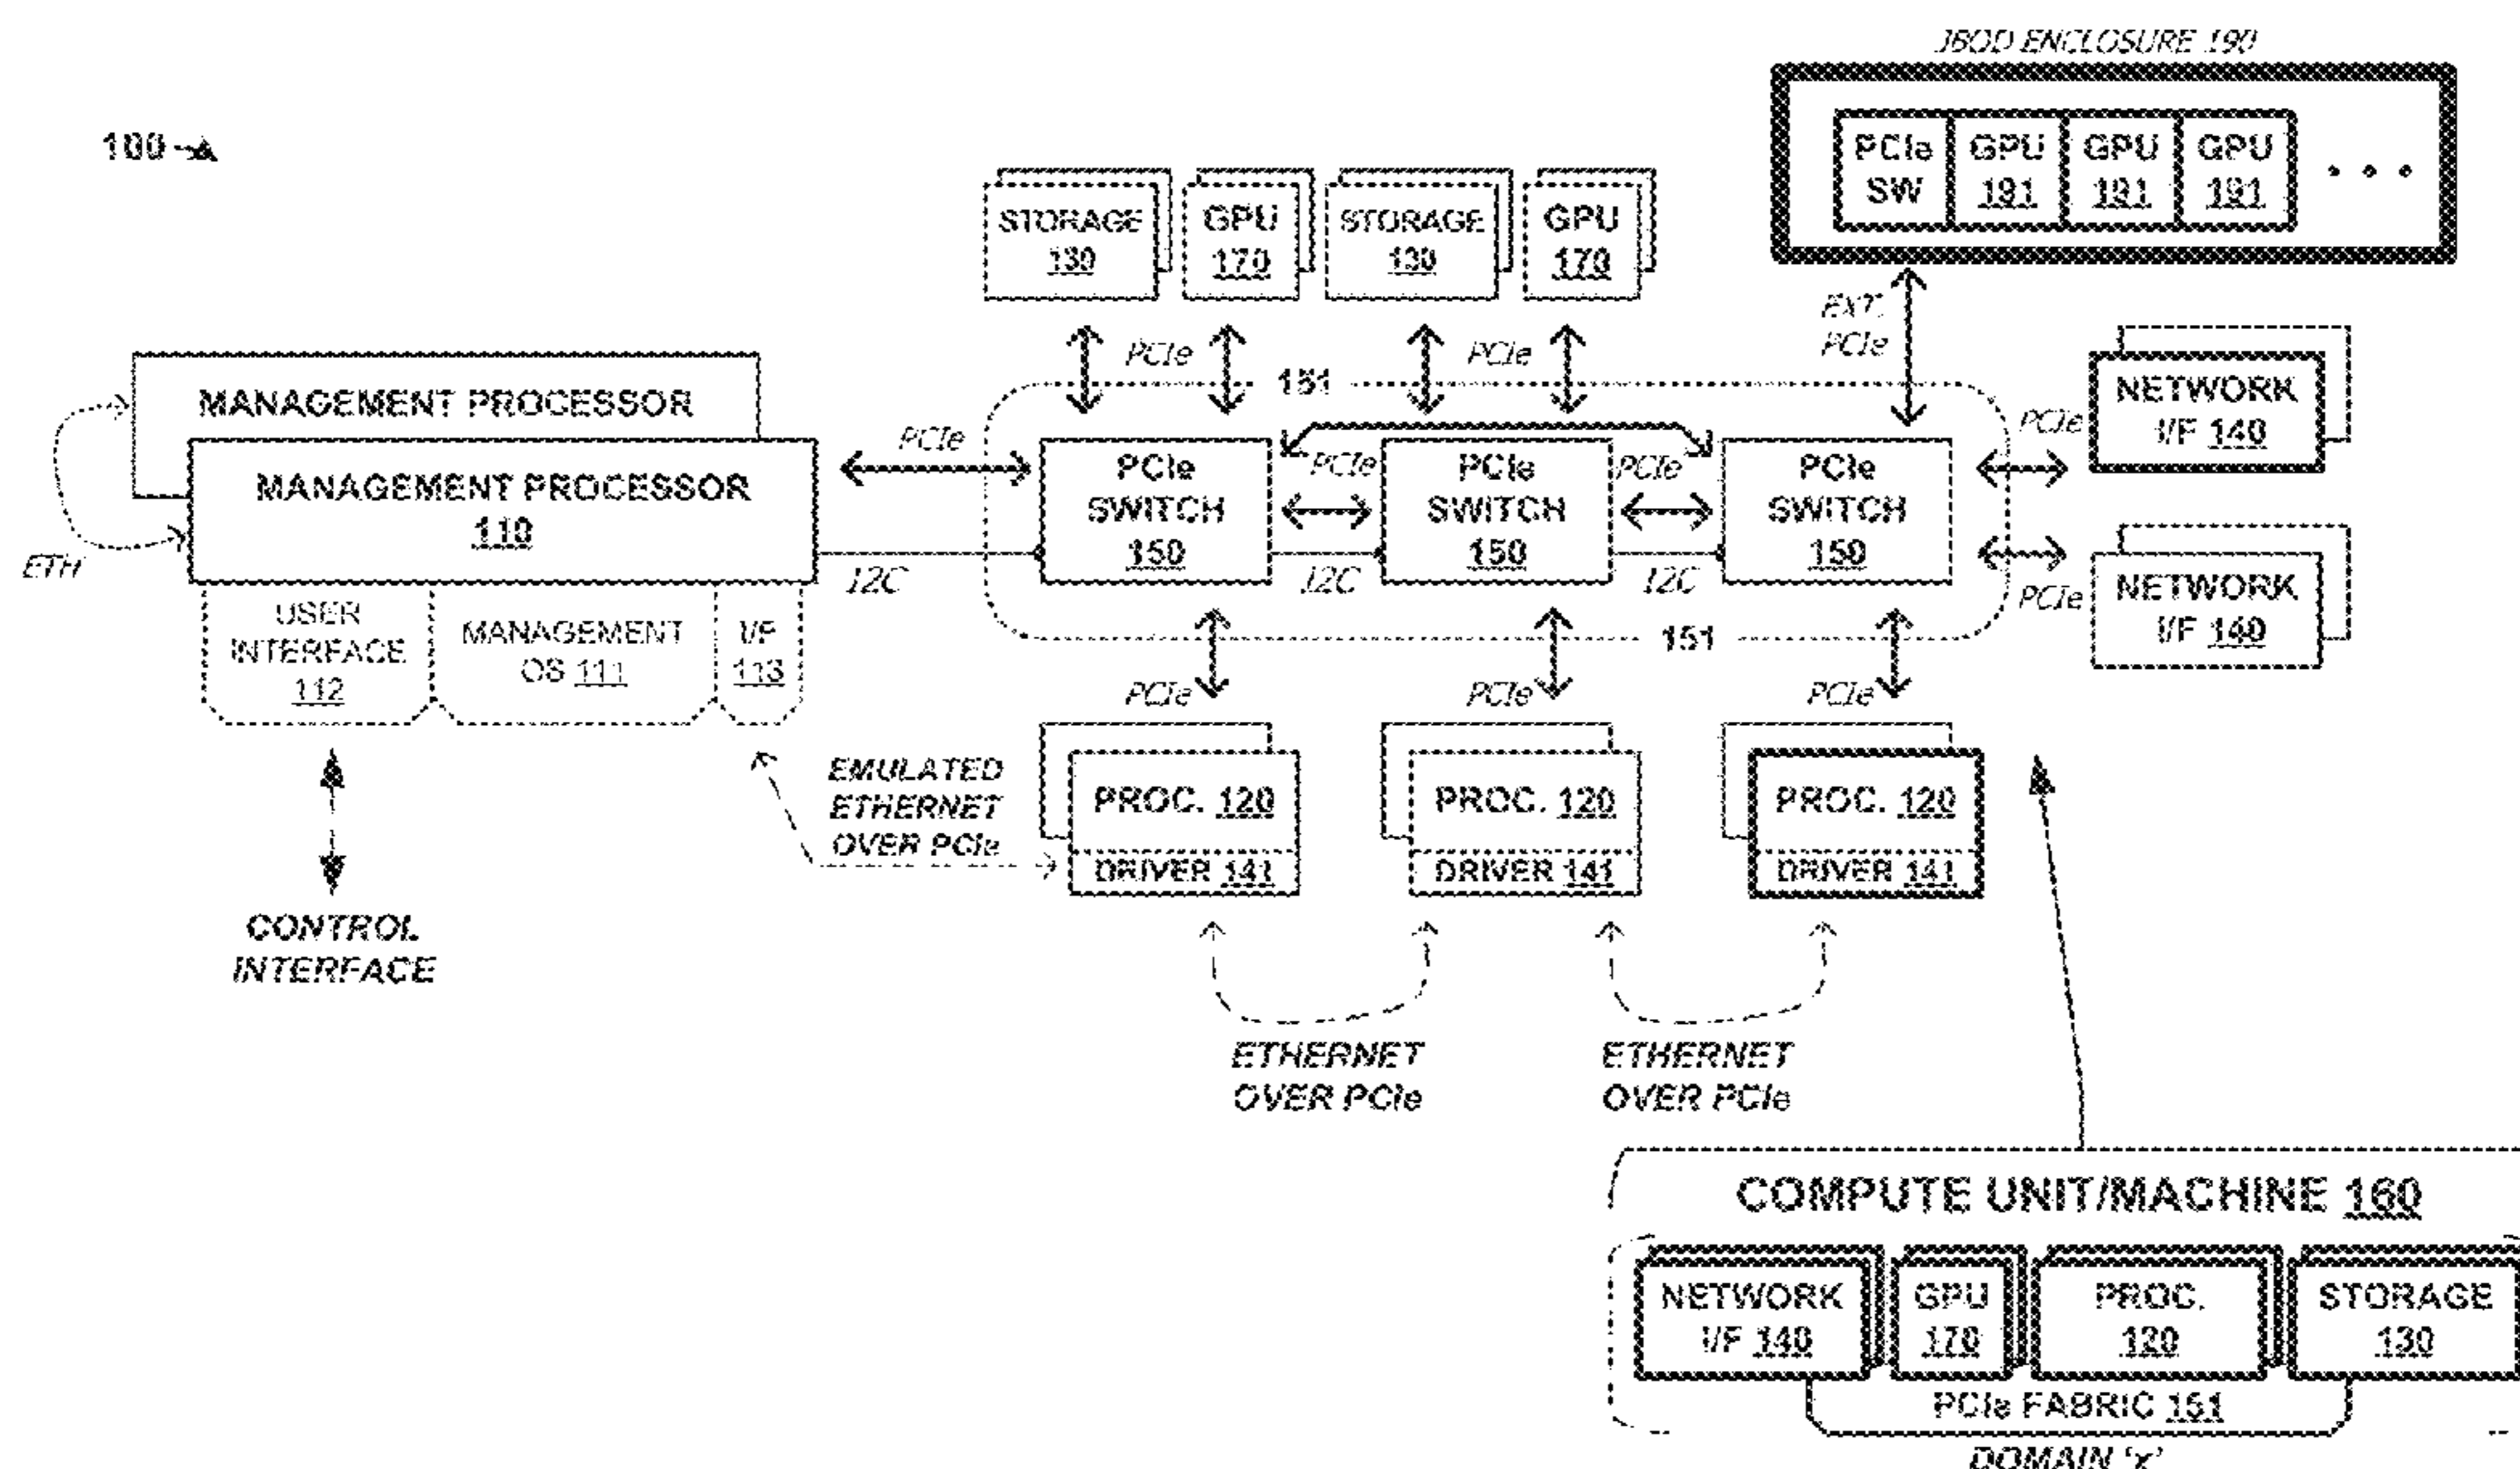 JBOD ENCLOSURE 190
100
PCIe
SW
GPU
191
GPU
191
GPU
191
• • •
STORAGE
130
GPU
170
STORAGE
130
GPU
170
EXT.
PCIe
PCIe
PCIe
151
MANAGEMENT PROCESSOR
MANAGEMENT PROCESSOR
110
ETH
PCIe
PCIe
SWITCH
150
PCIe
PCIe
SWITCH
150
PCIe
PCIe
SWITCH
150
PCIe
NETWORK
I/F 140
PCIe
NETWORK
I/F 140
I2C
I2C
I2C
151
USER
INTERFACE
112
MANAGEMENT
OS 111
I/F
113
PCIe
PCIe
PCIe
EMULATED
ETHERNET
OVER PCIe
PROC. 120
DRIVER 141
PROC. 120
DRIVER 141
PROC. 120
DRIVER 141
CONTROL
INTERFACE
ETHERNET
OVER PCIe
ETHERNET
OVER PCIe
COMPUTE UNIT/MACHINE 160
NETWORK
I/F 140
GPU
170
PROC.
120
STORAGE
130
PCIe FABRIC 151
DOMAIN 'x'